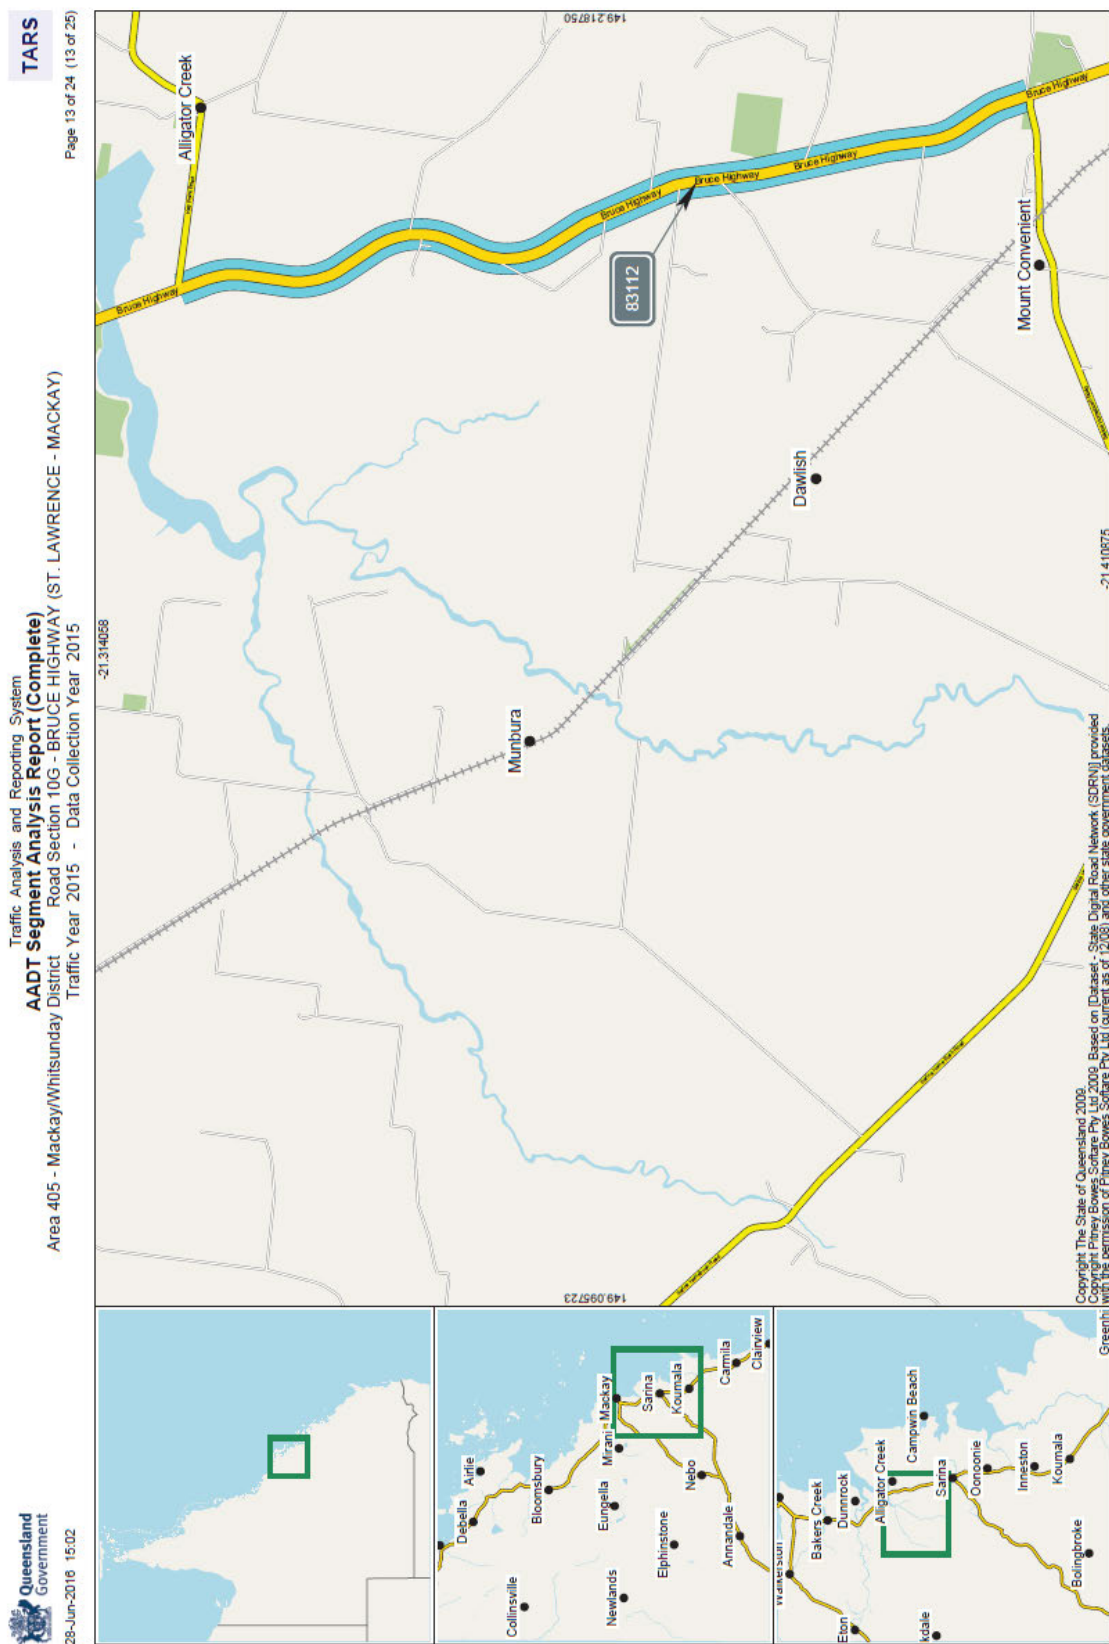 Queensland
Government
28-Jun-2016 15:02
Traffic Analysis and Reporting System
AADT Segment Analysis Report (Complete)
Area 405 - Mackay/Whitsunday District Road Section 10G - BRUCE HIGHWAY (ST. LAWRENCE - MACKAY)
Traffic Year 2015 - Data Collection Year 2015
TARS
Page 13 of 24 (13 of 25)
-21.314058
149.095723
149.218750
-21.410875
Bruce Highway
Alligator Creek
Bruce Highway
Bruce Highway
Bruce Highway
Bruce Highway
83112
Munbura
Dawlish
Mount Convenient
Debella
Airlie
Collinsville
Bloomsbury
Eungella
Mirani
Mackay
Newlands
Sarina
Elphinstone
Nebo
Koumala
Annandale
Carmila
Clairview
Walkerston
Bakers Creek
Eton
Dunnrock
Alligator Creek
Campwin Beach
kdale
Sarina
Oonoonie
Inneston
Koumala
Bolingbroke
Copyright The State of Queensland 2009.
Copyright Pitney Bowes Softare Pty Ltd 2009. Based on [Dataset - State Digital Road Network (SDRN)] provided
Greenhi with the permission of Pitney Bowes Softare Pty Ltd (current as of 12/08) and other state government datasets.